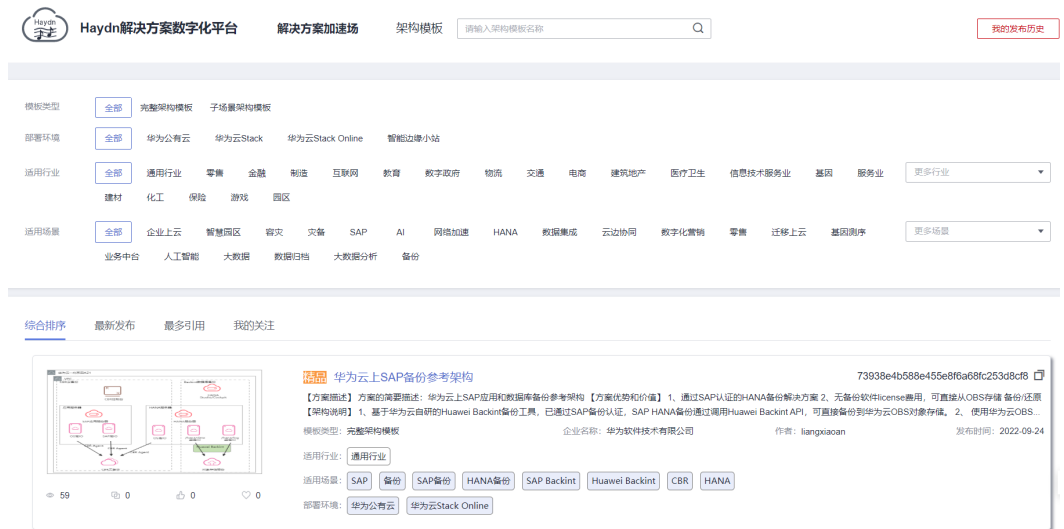 Haydn
Haydn解决方案数字化平台 解决方案加速场 架构模板 请输入架构模板名称 我的发布历史
模板类型 全部 完整架构模板 子场景架构模板
部署环境 全部 华为公有云 华为云Stack 华为云Stack Online 智能边缘小站
适用行业 全部 通用行业 零售 金融 制造 互联网 教育 数字政府 物流 交通 电商 建筑地产 医疗卫生 信息技术服务业 基因 服务业 更多行业
建材 化工 保险 游戏 园区
适用场景 全部 企业上云 智慧园区 容灾 灾备 SAP AI 网络加速 HANA 数据集成 云边协同 数字化营销 零售 迁移上云 基因测序 更多场景
业务中台 人工智能 大数据 数据归档 大数据分析 备份
综合排序 最新发布 最多引用 我的关注
精品 华为云上SAP备份参考架构 73938e4b588e455e8f6a68fc253d8cf8
【方案描述】 方案的简要描述：华为云上SAP应用和数据库备份参考架构 【方案优势和价值】 1、通过SAP认证的HANA备份解决方案 2、无备份软件license费用，可直接从OBS存储 备份/还原
【架构说明】 1、基于华为云自研的Huawei Backint备份工具，已通过SAP备份认证，SAP HANA备份通过调用Huawei Backint API，可直接备份到华为云OBS对象存储。 2、 使用华为云OBS...
模板类型：完整架构模板 企业名称：华为软件技术有限公司 作者：liangxiaoan 发布时间：2022-09-24
适用行业：通用行业
适用场景：SAP 备份 SAP备份 HANA备份 SAP Backint Huawei Backint CBR HANA
59 0 0 0
部署环境：华为公有云 华为云Stack Online